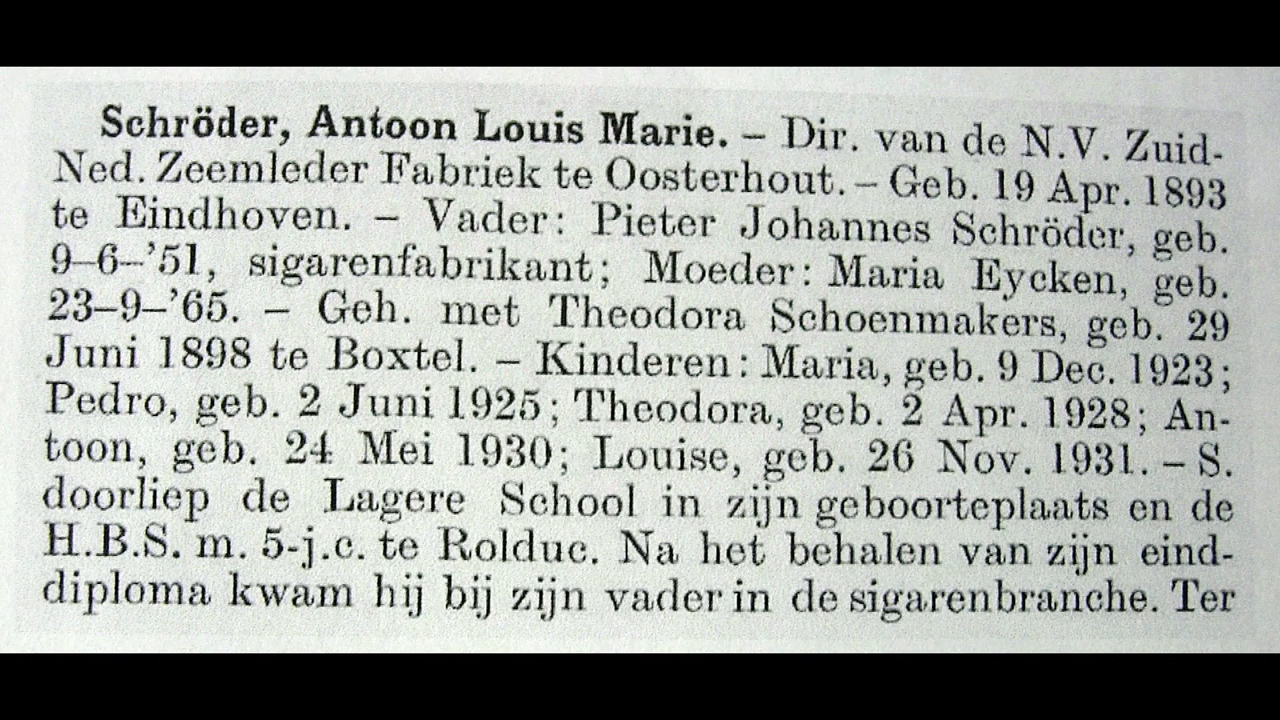 Schröder, Antoon Louis Marie. – Dir. van de N.V. Zuid-
Ned. Zeemleder Fabriek te Oosterhout. – Geb. 19 Apr. 1893
te Eindhoven. – Vader: Pieter Johannes Schröder, geb.
9–6–'51, sigarenfabrikant; Moeder: Maria Eycken, geb.
23–9–'65. – Geh. met Theodora Schoenmakers, geb. 29
Juni 1898 te Boxtel. – Kinderen: Maria, geb. 9 Dec. 1923;
Pedro, geb. 2 Juni 1925; Theodora, geb. 2 Apr. 1928; An-
toon, geb. 24 Mei 1930; Louise, geb. 26 Nov. 1931. – S.
doorliep de Lagere School in zijn geboorteplaats en de
H.B.S. m. 5-j.c. te Rolduc. Na het behalen van zijn eind-
diploma kwam hij bij zijn vader in de sigarenbranche. Ter